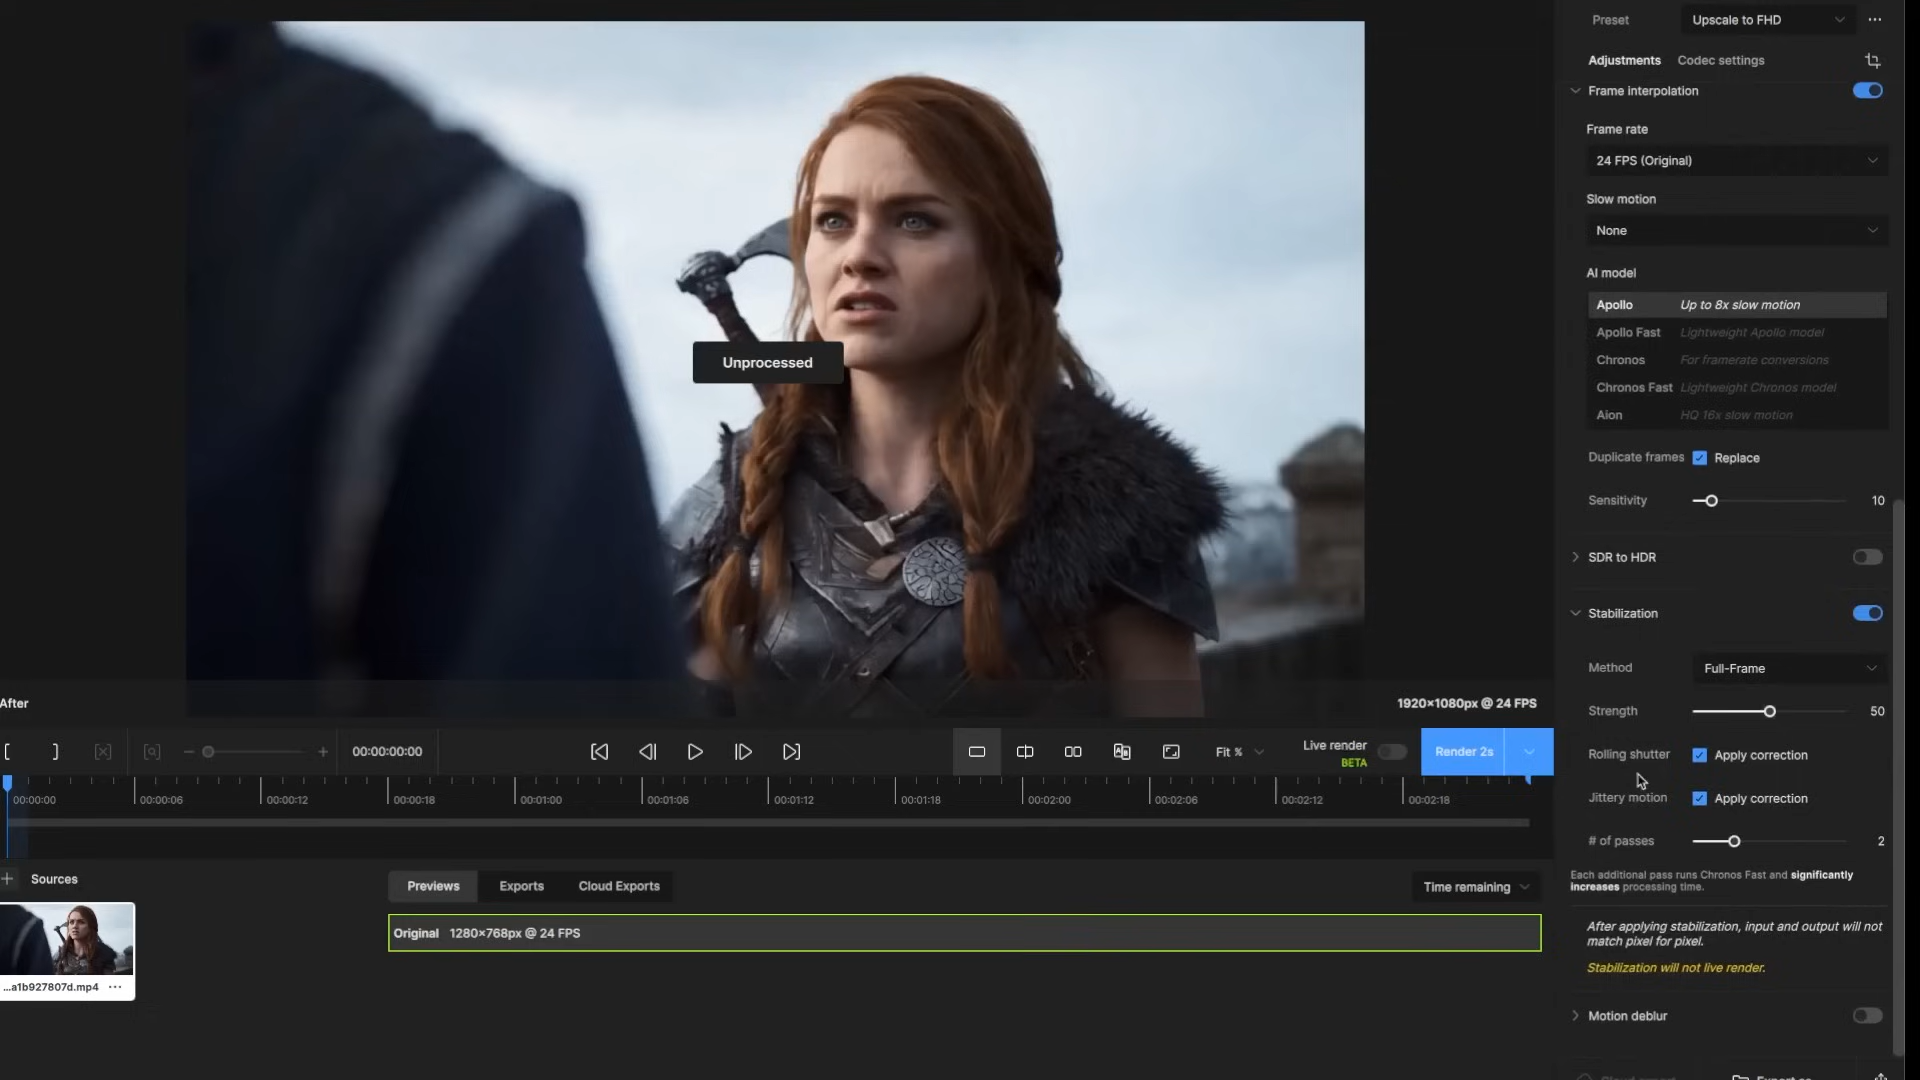 Preset Upscale to FHD
Adjustments Codec settings
Frame interpolation
Frame rate
24 FPS (Original)
Slow motion
None
AI model
Apollo Up to 8x slow motion
Apollo Fast Lightweight Apollo model
Chronos For framerate conversions
Chronos Fast Lightweight Chronos model
Aion HQ 16x slow motion
Duplicate frames Replace
Sensitivity 10
SDR to HDR
Stabilization
Method Full-Frame
Strength 50
Rolling shutter Apply correction
Jittery motion Apply correction
# of passes 2
Each additional pass runs Chronos Fast and significantly
increases processing time.
After applying stabilization, input and output will not
match pixel for pixel.
Stabilization will not live render.
Motion deblur
Unprocessed
After
1920×1080px @ 24 FPS
00:00:00:00
Fit %
Live render
BETA
Render 2s
00:00:00 00:00:06 00:00:12 00:00:18 00:01:00 00:01:06 00:01:12 00:01:18 00:02:00 00:02:06 00:02:12 00:02:18
Sources
...a1b927807d.mp4
Previews Exports Cloud Exports
Time remaining
Original 1280×768px @ 24 FPS